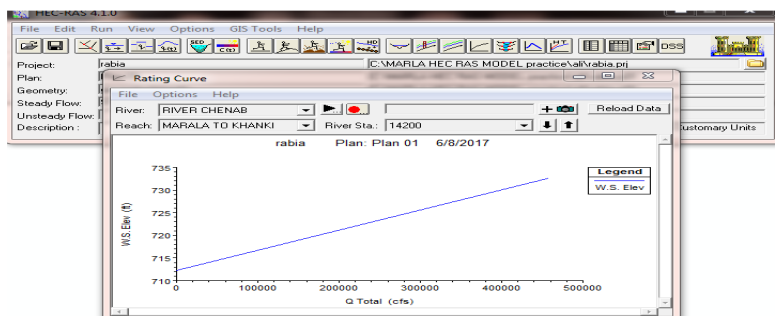 HEC-RAS 4.1.0
File Edit Run View Options GIS Tools Help
DSS
Project: rabia C:\MARLA HEC RAS MODEL practice\ali\rabia.prj
Plan:
Geometry:
Steady Flow:
Unsteady Flow:
Description : Customary Units
Rating Curve
File Options Help
River: RIVER CHENAB Reload Data
Reach: MARALA TO KHANKI River Sta.: 14200
rabia Plan: Plan 01 6/8/2017
Legend
W.S. Elev
W.S. Elev (ft)
735
730
725
720
715
710
0 100000 200000 300000 400000 500000
Q Total (cfs)